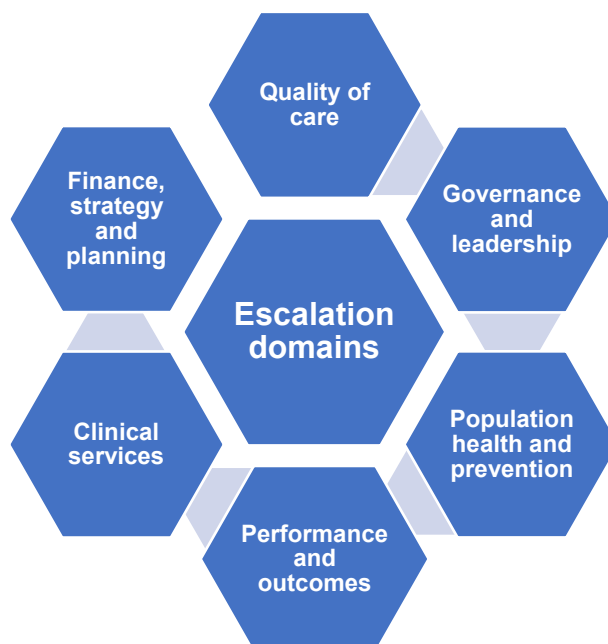 Quality of
care
Governance
and
leadership
Population
health and
prevention
Performance
and
outcomes
Clinical
services
Finance,
strategy
and
planning
Escalation
domains